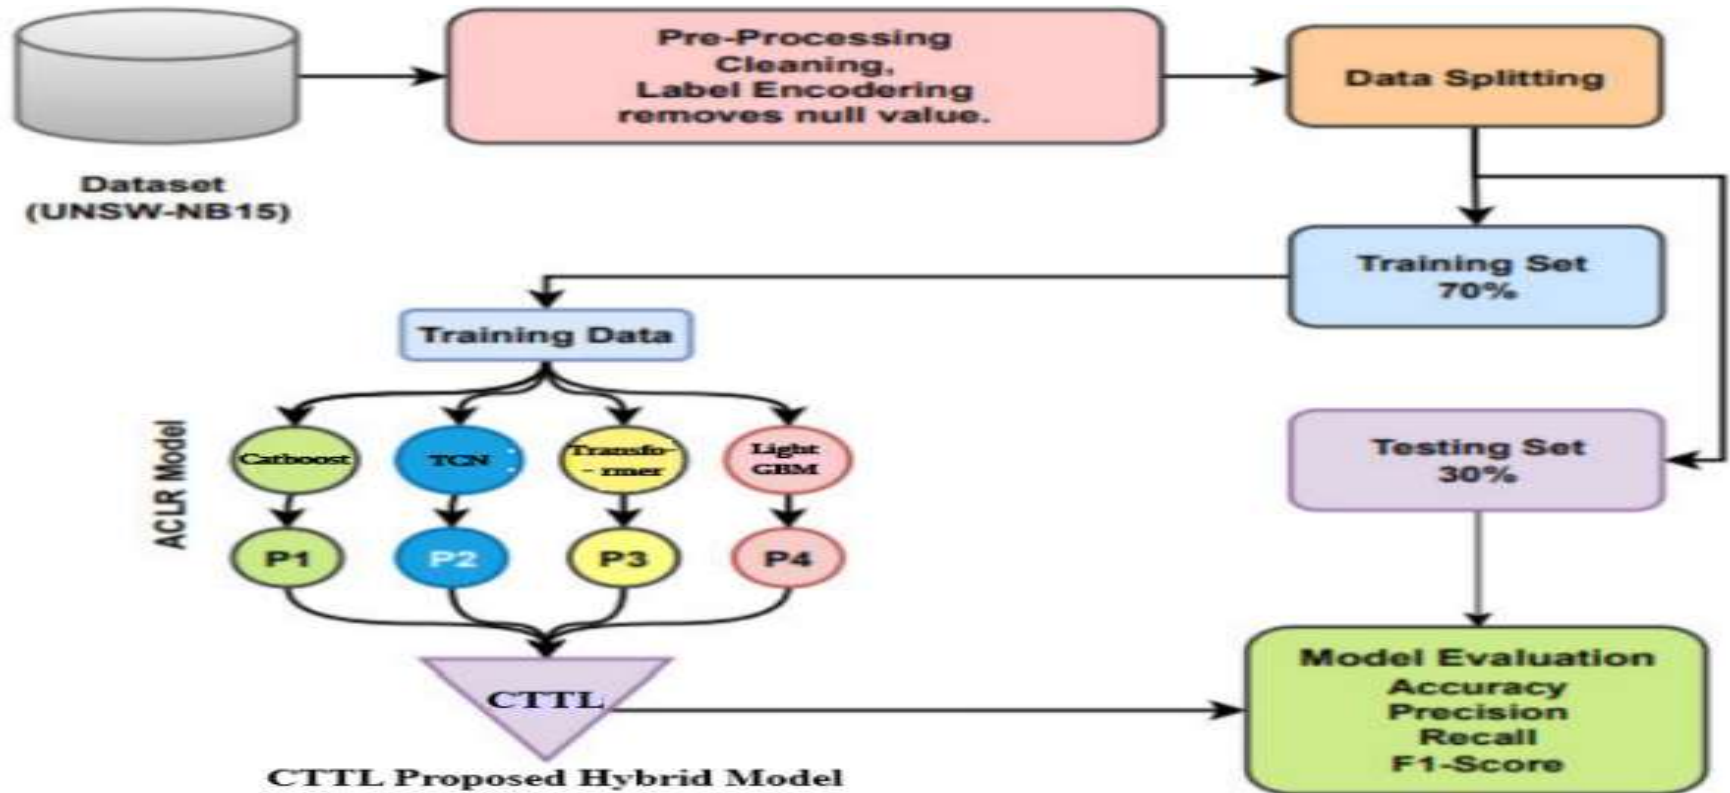 Pre-Processing
Cleaning,
Label Encodering
removes null value.
Data Splitting
Dataset
(UNSW-NB15)
Training Set
70%
Training Data
ACLR Model
Catboost
TCN
Transfo-
- rmer
Light
GBM
Testing Set
30%
P1
P2
P3
P4
CTTL
Model Evaluation
Accuracy
Precision
Recall
F1-Score
CTTL Proposed Hybrid Model